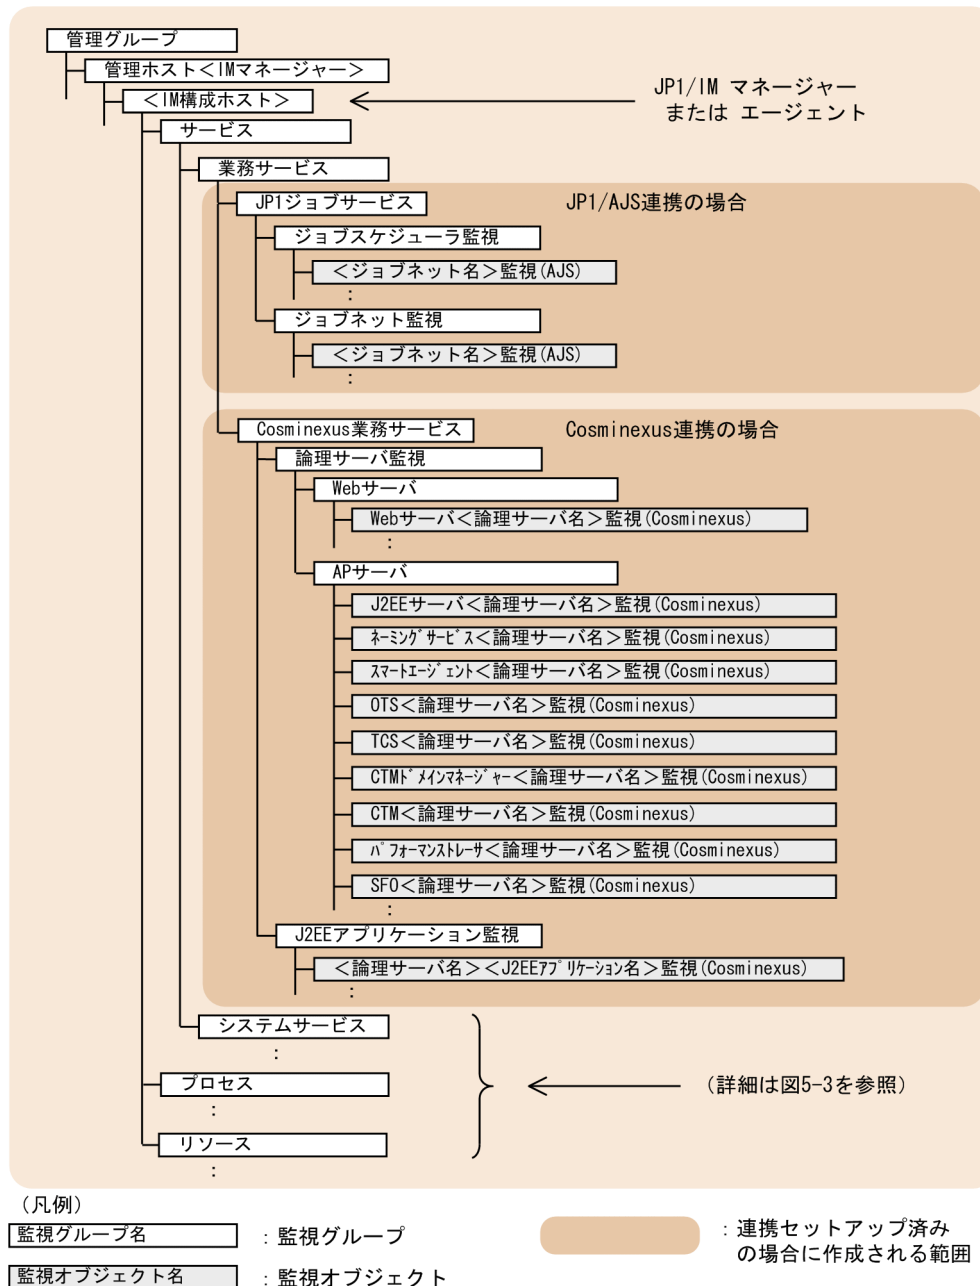 管理グループ
管理ホスト＜IMマネージャー＞
＜IM構成ホスト＞
JP1/IM マネージャー
または エージェント
サービス
業務サービス
JP1ジョブサービス
JP1/AJS連携の場合
ジョブスケジューラ監視
＜ジョブネット名＞監視(AJS)
：
ジョブネット監視
＜ジョブネット名＞監視(AJS)
：
Cosminexus業務サービス
Cosminexus連携の場合
論理サーバ監視
Webサーバ
Webサーバ＜論理サーバ名＞監視(Cosminexus)
：
APサーバ
J2EEサーバ＜論理サーバ名＞監視(Cosminexus)
ﾈｰﾐﾝｸﾞｻｰﾋﾞｽ＜論理サーバ名＞監視(Cosminexus)
ｽﾏｰﾄｴｰｼﾞｪﾝﾄ＜論理サーバ名＞監視(Cosminexus)
OTS＜論理サーバ名＞監視(Cosminexus)
TCS＜論理サーバ名＞監視(Cosminexus)
CTMﾄﾞﾒｲﾝﾏﾈｰｼﾞｬｰ＜論理サーバ名＞監視(Cosminexus)
CTM＜論理サーバ名＞監視(Cosminexus)
ﾊﾟﾌｫｰﾏﾝｽﾄﾚｰｻ＜論理サーバ名＞監視(Cosminexus)
SFO＜論理サーバ名＞監視(Cosminexus)
：
J2EEアプリケーション監視
＜論理サーバ名＞＜J2EEｱﾌﾟﾘｹｰｼｮﾝ名＞監視(Cosminexus)
：
システムサービス
：
プロセス
（詳細は図5-3を参照）
：
リソース
：
（凡例）
監視グループ名
：監視グループ
：連携セットアップ済み
の場合に作成される範囲
監視オブジェクト名
：監視オブジェクト